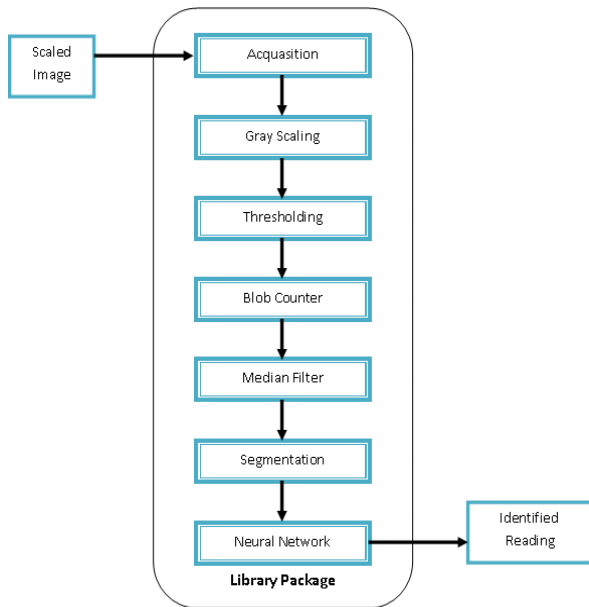 Scaled
Image
Acquasition
Gray Scaling
Thresholding
Blob Counter
Median Filter
Segmentation
Neural Network
Identified
Reading
Library Package